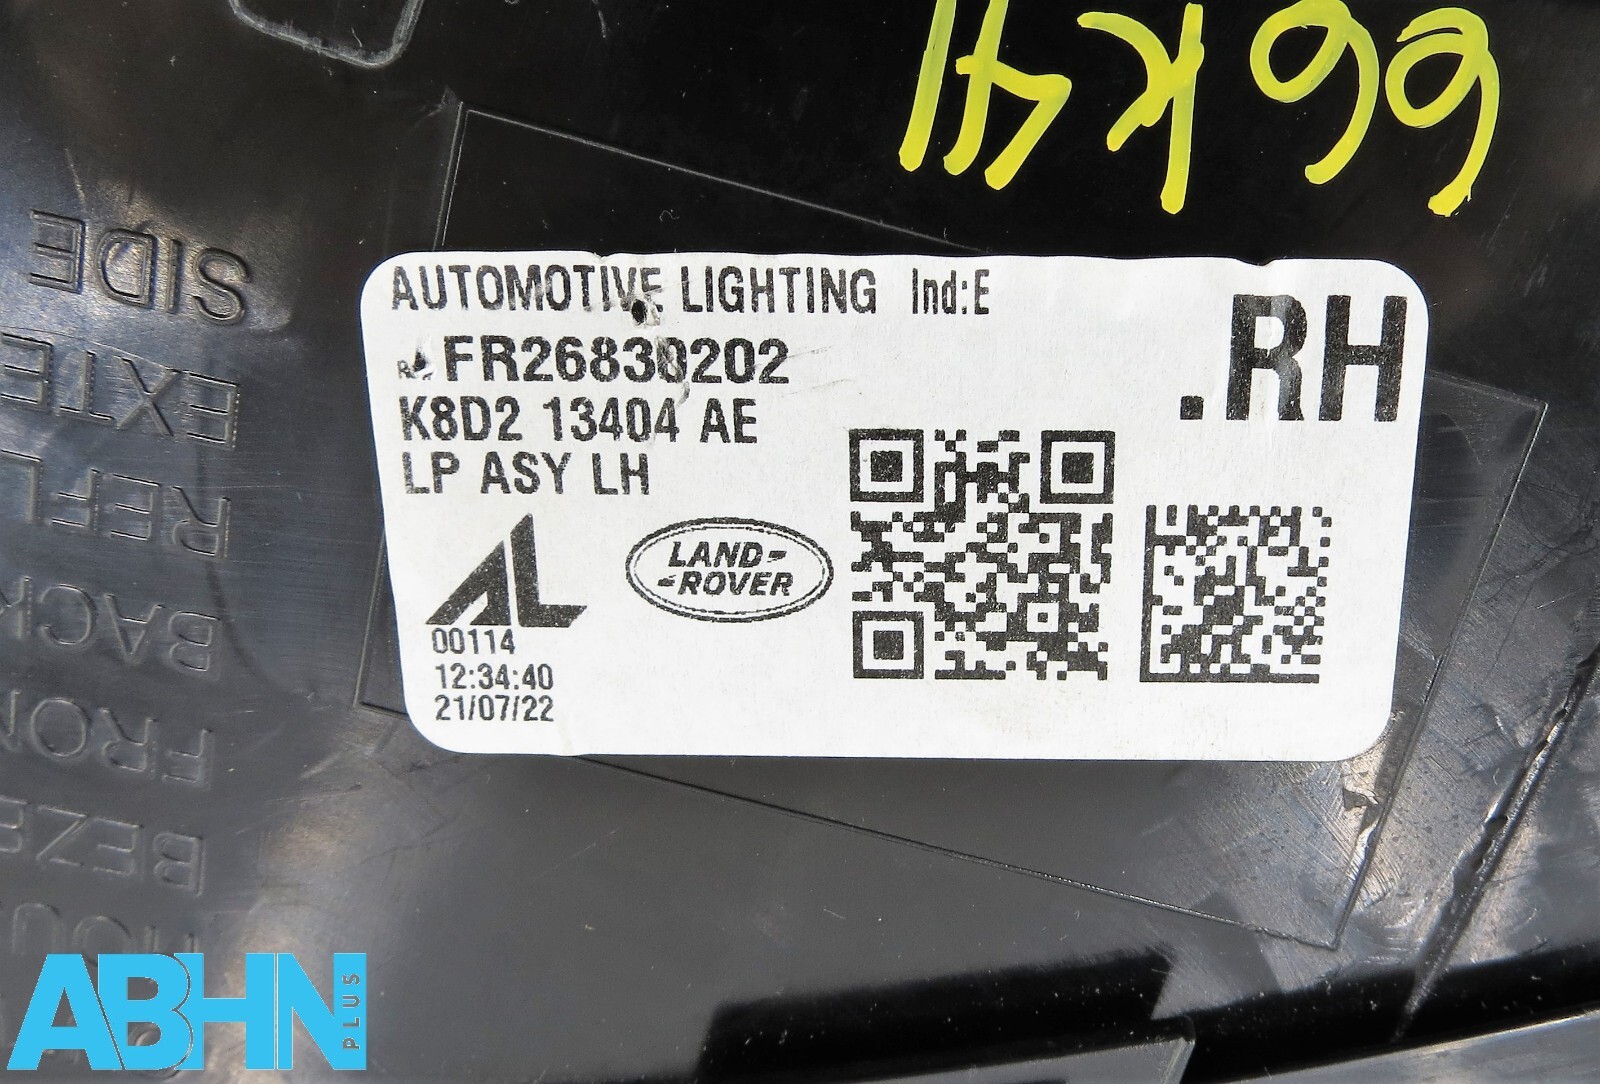 66K41
AUTOMOTIVE LIGHTING Ind:E
.RH
FR26830202
K8D2 13404 AE
LP ASY LH
AL
LAND-
-ROVER
00114
12:34:40
21/07/22
SIDE
EXTE
REFL
BACK
FRON
BEZE
HOU
ABHN PLUS